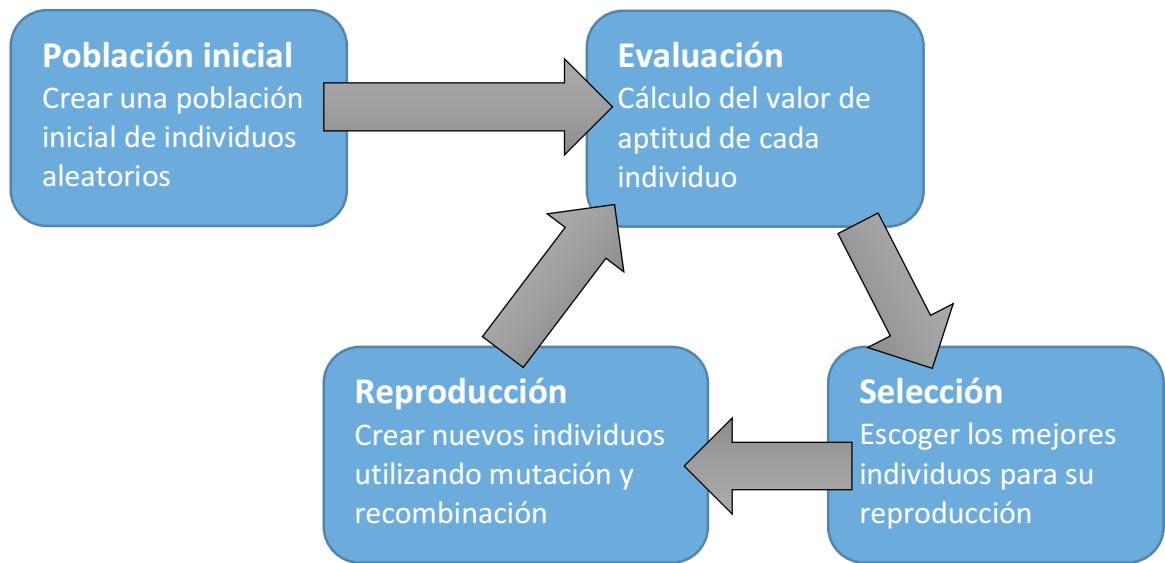 Población inicial
Crear una población
inicial de individuos
aleatorios
Evaluación
Cálculo del valor de
aptitud de cada
individuo
Reproducción
Crear nuevos individuos
utilizando mutación y
recombinación
Selección
Escoger los mejores
individuos para su
reproducción